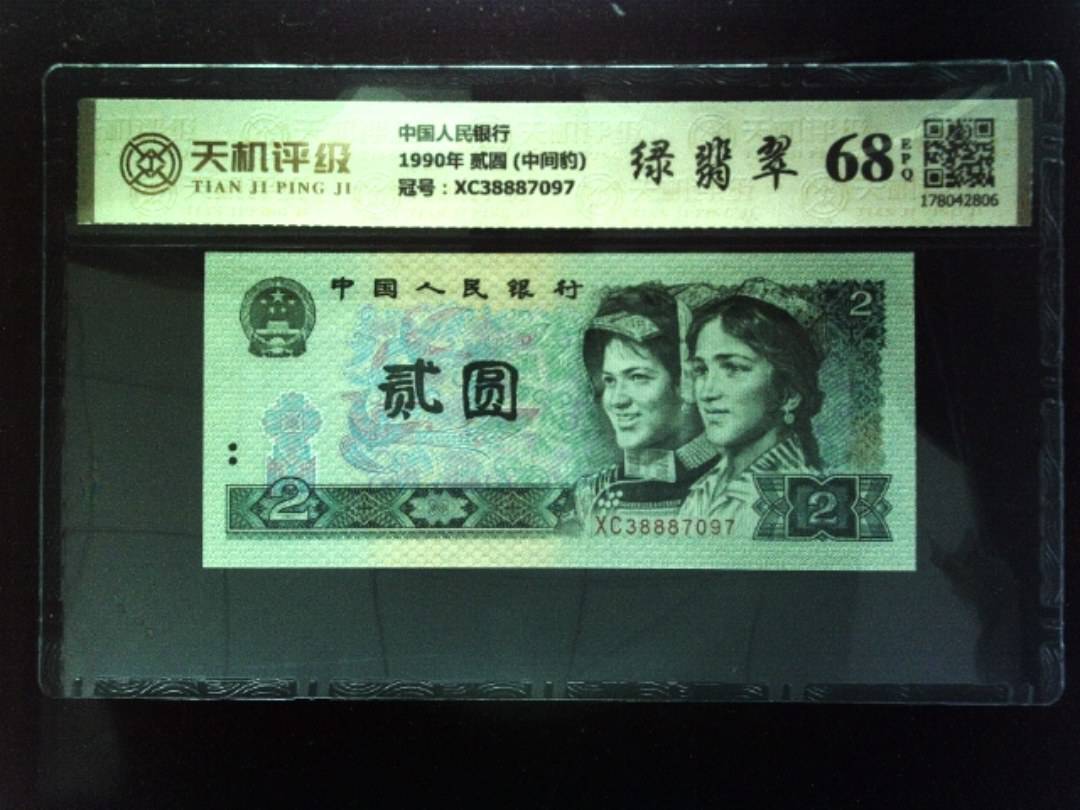 天机评级
TIAN JI PING JI
中国人民银行
1990年 贰圆 (中间豹)
冠号：XC38887097
绿翡翠
68
EPQ
178042806
中国人民银行
2
贰圆
2
XC38887097
2